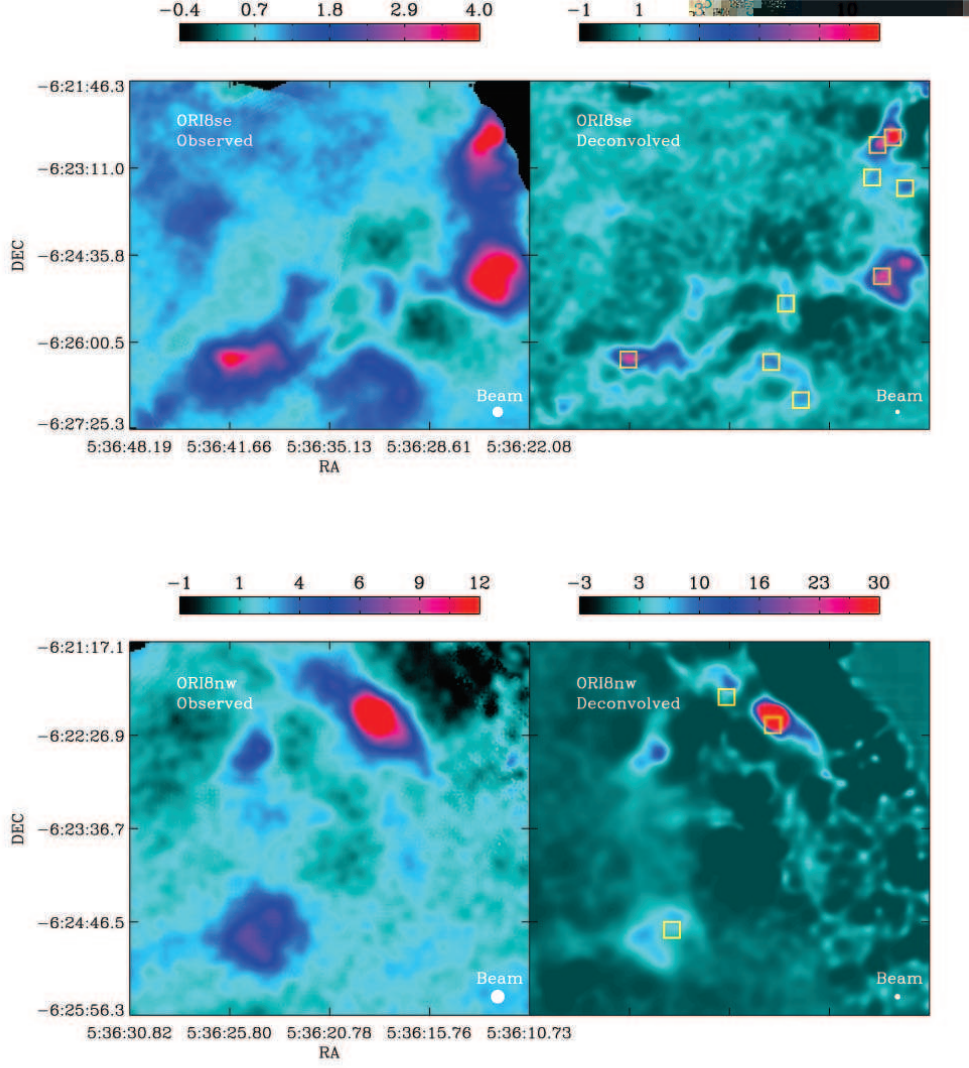 -0.4 0.7 1.8 2.9 4.0
-1 1 10
-6:21:46.3
ORI8se
Observed
ORI8se
Deconvolved
-6:23:11.0
DEC
-6:24:35.8
-6:26:00.5
Beam
Beam
-6:27:25.3
5:36:48.19 5:36:41.66 5:36:35.13 5:36:28.61 5:36:22.08
RA
-1 1 4 6 9 12
-3 3 10 16 23 30
-6:21:17.1
ORI8nw
Observed
ORI8nw
Deconvolved
-6:22:26.9
DEC
-6:23:36.7
-6:24:46.5
Beam
Beam
-6:25:56.3
5:36:30.82 5:36:25.80 5:36:20.78 5:36:15.76 5:36:10.73
RA